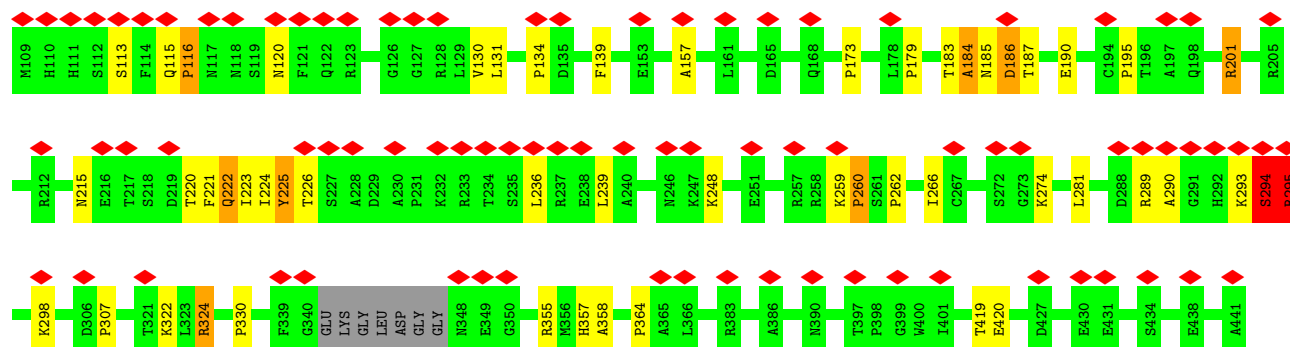 M109 H110 H111 S112 S113 F114 Q115 P116 N117 N118 S119 N120 F121 Q122 R123 G126 G127 R128 L129 V130 L131 P134 D135 F139 E153 A157 L161 D165 Q168 P173 L178 P179 T183 A184 N185 D186 T187 E190 C194 P195 T196 A197 Q198 R201 R205
R212 N215 E216 T217 S218 D219 T220 F221 Q222 I223 I224 Y225 T226 S227 A228 D229 A230 P231 K232 R233 T234 S235 L236 R237 E238 L239 A240 N246 K247 K248 E251 R257 R258 K259 P260 S261 P262 I266 C267 S272 G273 K274 L281 D288 R289 A290 G291 H292 K293 S294
K298 D306 P307 T321 K322 L323 R324 P330 F339 G340 GLU LYS GLY LEU ASP GLY GLY N348 E349 G350 R355 M356 H357 A358 P364 A365 L366 R383 A386 N390 T397 P398 G399 W400 I401 T419 E420 D427 E430 E431 S434 E438 A441